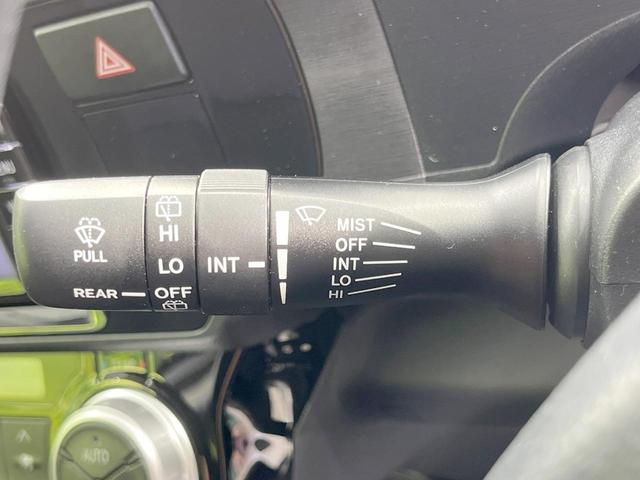 PULL
REAR
HI
LO
OFF
INT
MIST
OFF
INT
LO
HI
AUTO